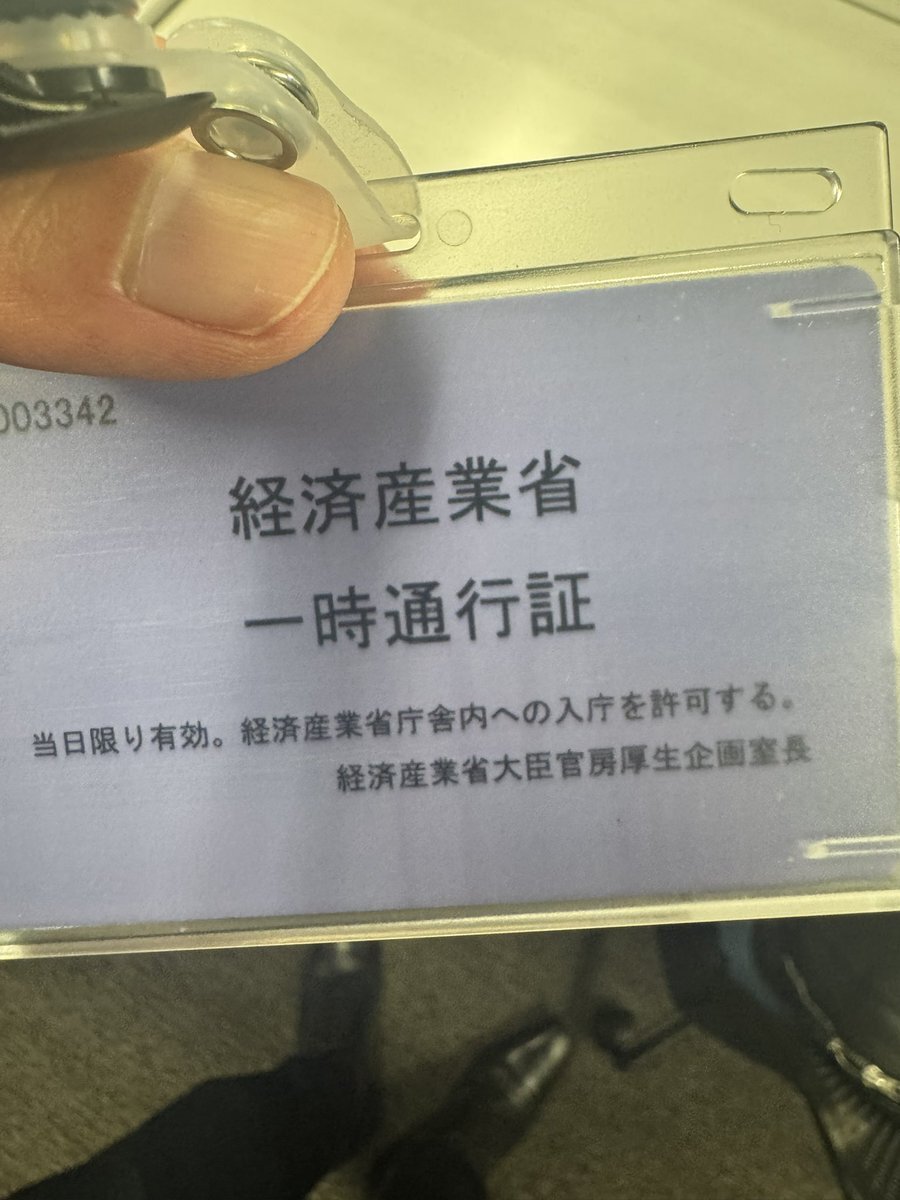 003342
経済産業省
一時通行証
当日限り有効。経済産業省庁舎内への入庁を許可する。
経済産業省大臣官房厚生企画室長